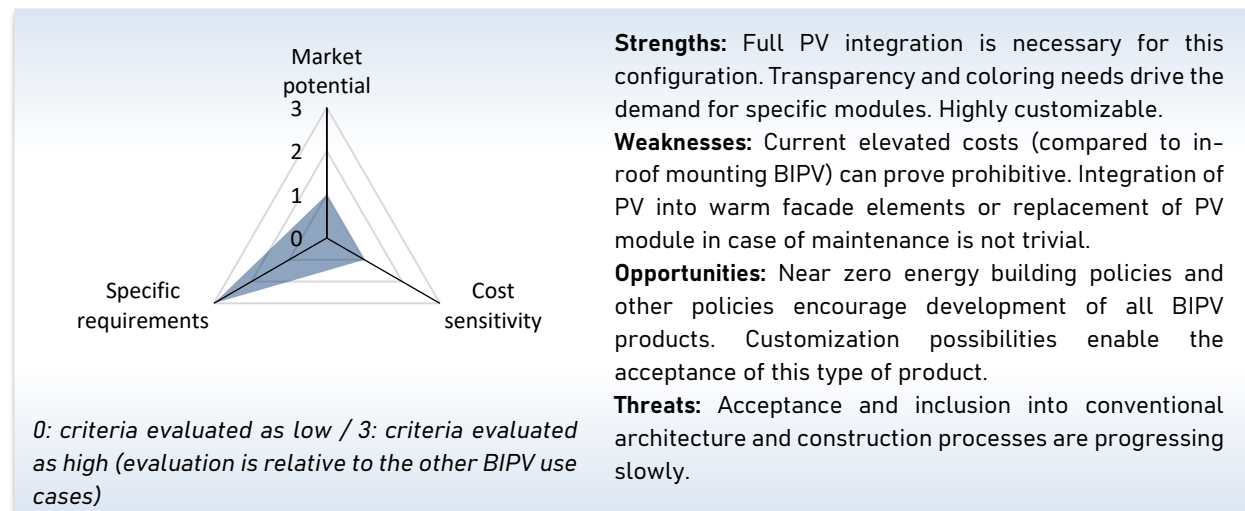 Market
potential
3
2
1
0
Specific
requirements
Cost
sensitivity
0: criteria evaluated as low / 3: criteria evaluated
as high (evaluation is relative to the other BIPV use
cases)
Strengths: Full PV integration is necessary for this
configuration. Transparency and coloring needs drive the
demand for specific modules. Highly customizable.
Weaknesses: Current elevated costs (compared to in-
roof mounting BIPV) can prove prohibitive. Integration of
PV into warm facade elements or replacement of PV
module in case of maintenance is not trivial.
Opportunities: Near zero energy building policies and
other policies encourage development of all BIPV
products. Customization possibilities enable the
acceptance of this type of product.
Threats: Acceptance and inclusion into conventional
architecture and construction processes are progressing
slowly.